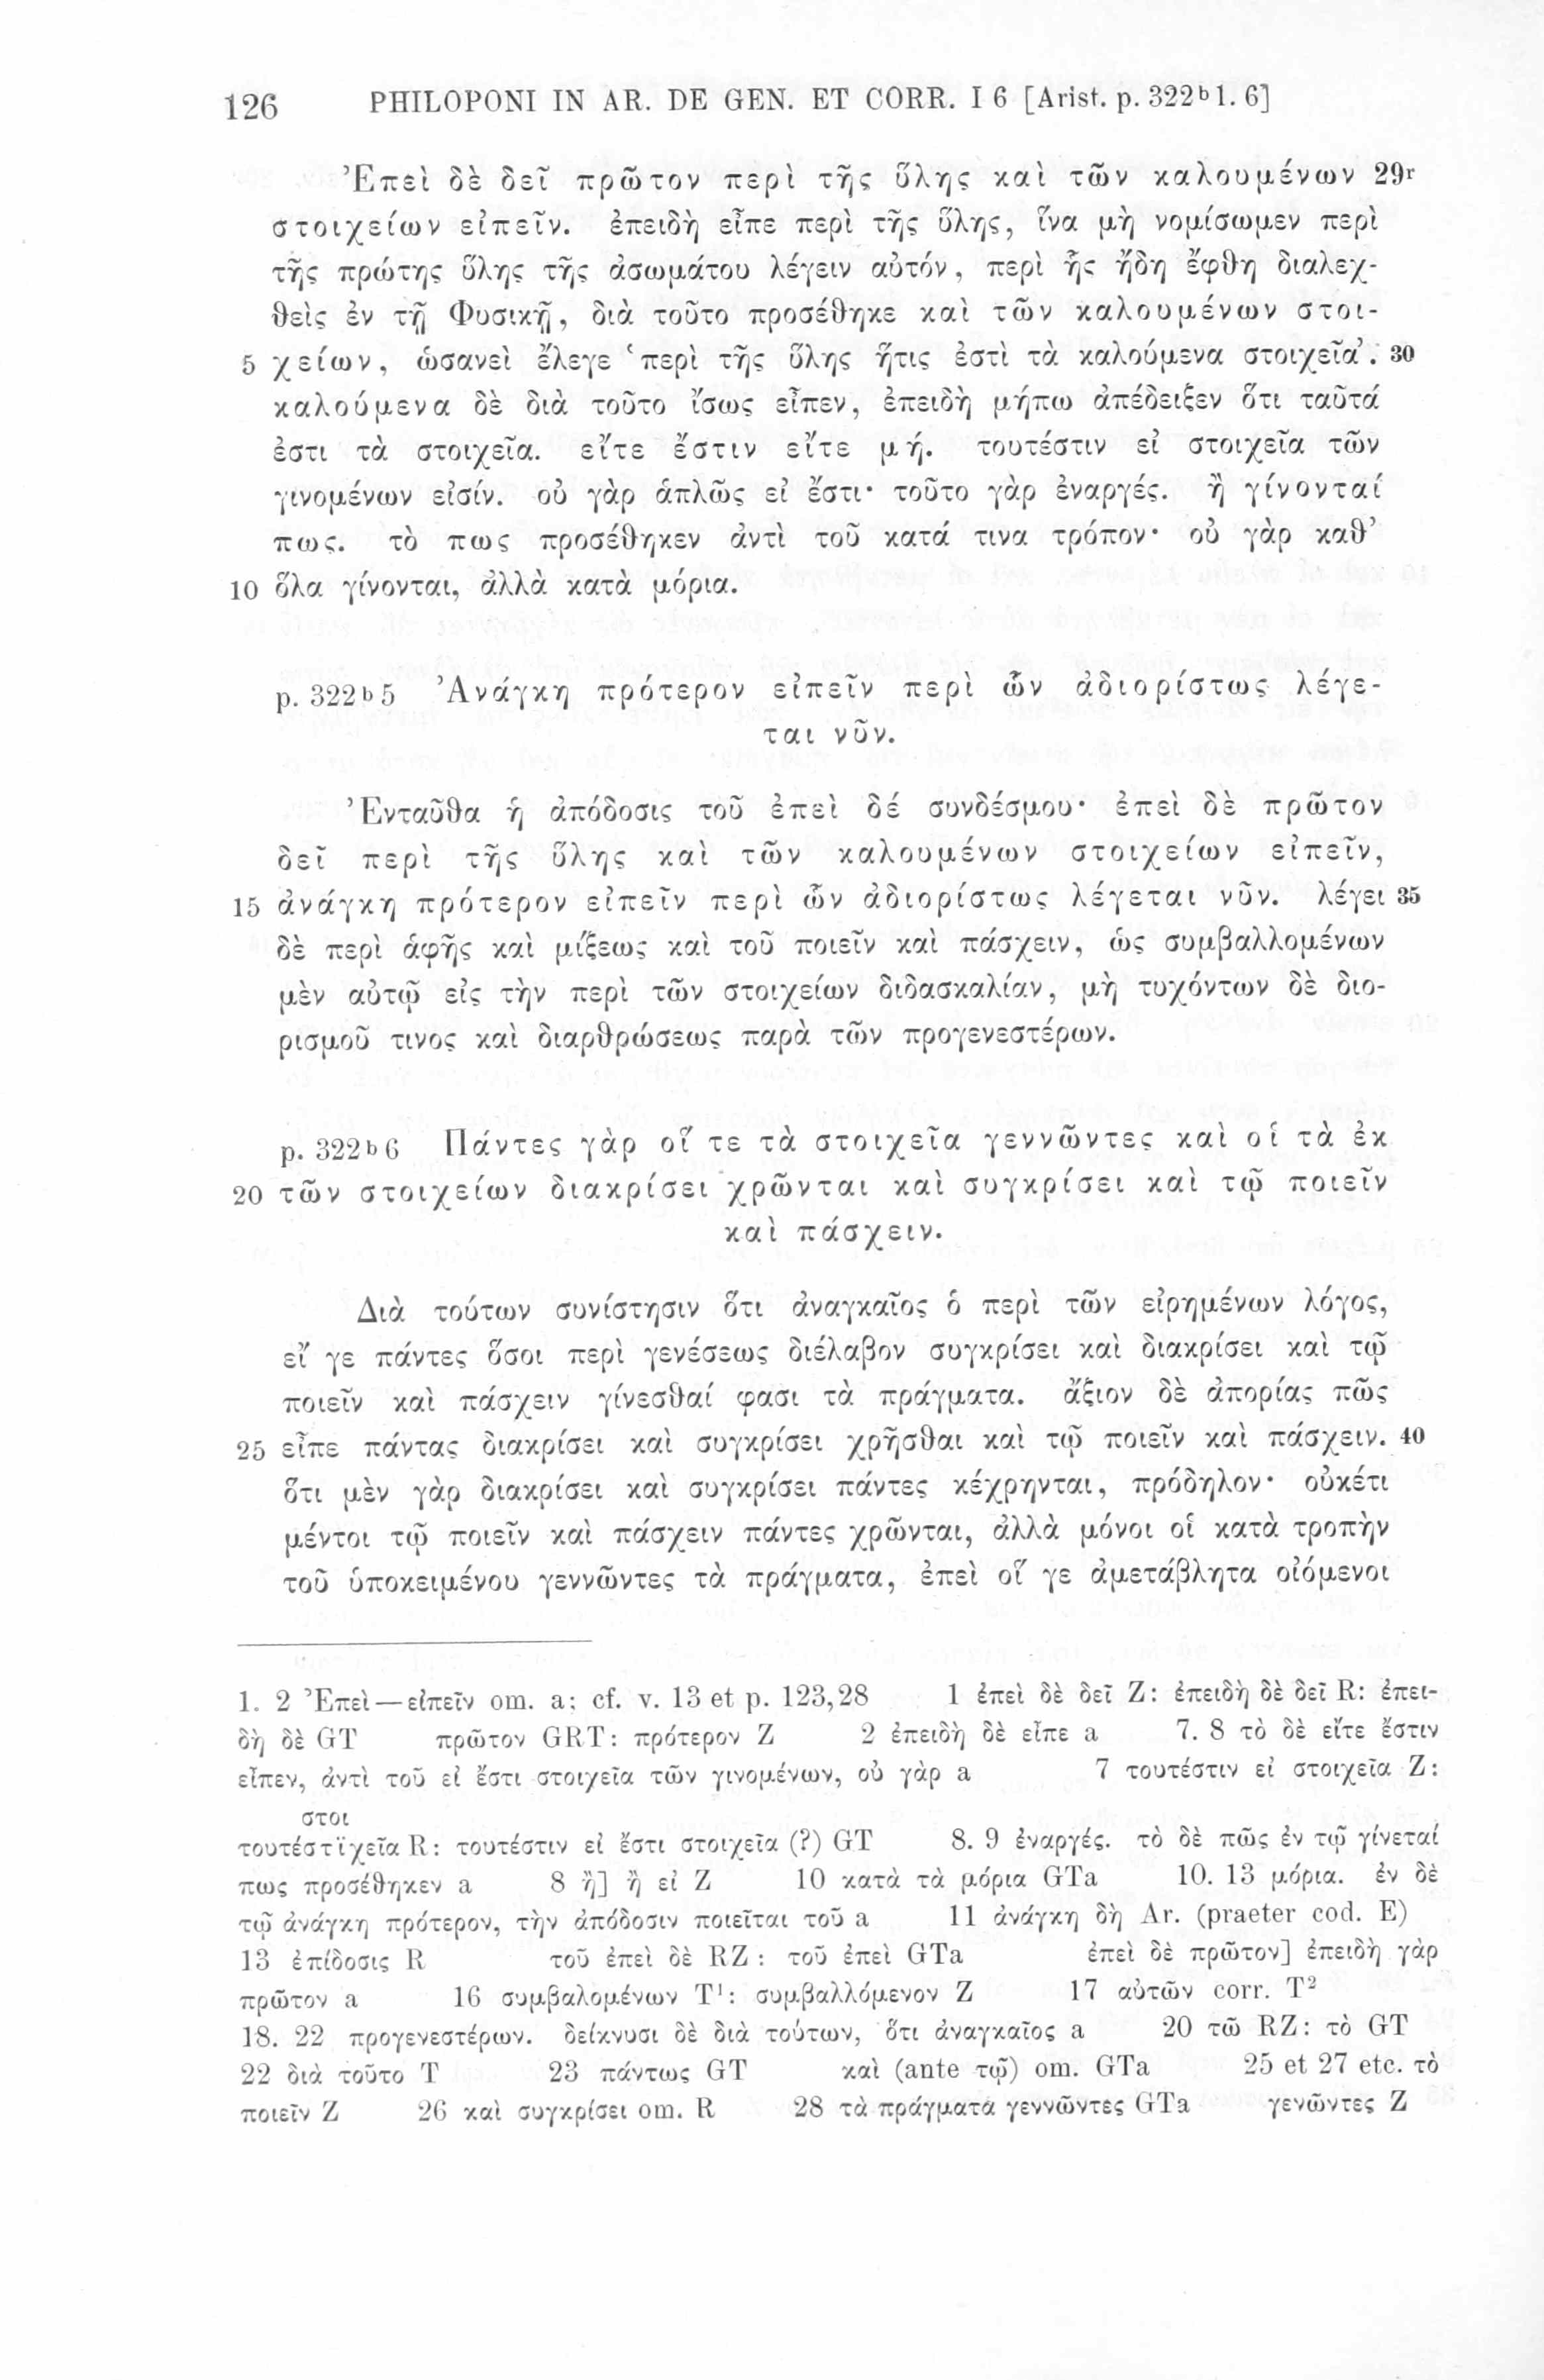 126 PHILOPONI IN AR. DE GEN. ET CORR. I 6 [Arist. p. 322ᵇ1. 6]
Ἐπεὶ δὲ δεῖ πρῶτον περὶ τῆς ὕλης καὶ τῶν καλουμένων 29ʳ
στοιχείων εἰπεῖν. ἐπειδὴ εἶπε περὶ τῆς ὕλης, ἵνα μὴ νομίσωμεν περὶ
τῆς πρώτης ὕλης τῆς ἀσωμάτου λέγειν αὐτόν, περὶ ἧς ἤδη ἔφθη διαλεχ-
θεὶς ἐν τῇ Φυσικῇ, διὰ τοῦτο προσέθηκε καὶ τῶν καλουμένων στοι-
5 χείων, ὡσανεὶ ἔλεγε ‘περὶ τῆς ὕλης ἥτις ἐστὶ τὰ καλούμενα στοιχεῖα’. 30
καλούμενα δὲ διὰ τοῦτο ἴσως εἶπεν, ἐπειδὴ μήπω ἀπέδειξεν ὅτι ταῦτά
ἐστι τὰ στοιχεῖα. εἴτε ἔστιν εἴτε μή. τουτέστιν εἰ στοιχεῖα τῶν
γινομένων εἰσίν. οὐ γὰρ ἁπλῶς εἰ ἔστι· τοῦτο γὰρ ἐναργές. ἢ γίνονταί
πως. τὸ πως προσέθηκεν ἀντὶ τοῦ κατά τινα τρόπον· οὐ γὰρ καθ’
10 ὅλα γίνονται, ἀλλὰ κατὰ μόρια.
p. 322ᵇ5 Ἀνάγκη πρότερον εἰπεῖν περὶ ὧν ἀδιορίστως λέγε-
ται νῦν.
Ἐνταῦθα ἡ ἀπόδοσις τοῦ ἐπεὶ δέ συνδέσμου· ἐπεὶ δὲ πρῶτον
δεῖ περὶ τῆς ὕλης καὶ τῶν καλουμένων στοιχείων εἰπεῖν,
15 ἀνάγκη πρότερον εἰπεῖν περὶ ὧν ἀδιορίστως λέγεται νῦν. λέγει 35
δὲ περὶ ἁφῆς καὶ μίξεως καὶ τοῦ ποιεῖν καὶ πάσχειν, ὡς συμβαλλομένων
μὲν αὐτῷ εἰς τὴν περὶ τῶν στοιχείων διδασκαλίαν, μὴ τυχόντων δὲ διο-
ρισμοῦ τινος καὶ διαρθρώσεως παρὰ τῶν προγενεστέρων.
p. 322ᵇ6 Πάντες γὰρ οἵ τε τὰ στοιχεῖα γεννῶντες καὶ οἱ τὰ ἐκ
20 τῶν στοιχείων διακρίσει χρῶνται καὶ συγκρίσει καὶ τῷ ποιεῖν
καὶ πάσχειν.
Διὰ τούτων συνίστησιν ὅτι ἀναγκαῖος ὁ περὶ τῶν εἰρημένων λόγος,
εἴ γε πάντες ὅσοι περὶ γενέσεως διέλαβον συγκρίσει καὶ διακρίσει καὶ τῷ
ποιεῖν καὶ πάσχειν γίνεσθαί φασι τὰ πράγματα. ἄξιον δὲ ἀπορίας πῶς
25 εἶπε πάντας διακρίσει καὶ συγκρίσει χρῆσθαι καὶ τῷ ποιεῖν καὶ πάσχειν. 40
ὅτι μὲν γὰρ διακρίσει καὶ συγκρίσει πάντες κέχρηνται, πρόδηλον· οὐκέτι
μέντοι τῷ ποιεῖν καὶ πάσχειν πάντες χρῶνται, ἀλλὰ μόνοι οἱ κατὰ τροπὴν
τοῦ ὑποκειμένου γεννῶντες τὰ πράγματα, ἐπεὶ οἵ γε ἀμετάβλητα οἰόμενοι
1. 2 Ἐπεὶ—εἰπεῖν om. a; cf. v. 13 et p. 123,28 1 ἐπεὶ δὲ δεῖ Z: ἐπειδὴ δὲ δεῖ R: ἐπει-
δὴ δὲ GT πρῶτον GRT: πρότερον Z 2 ἐπειδὴ δὲ εἶπε a 7. 8 τὸ δὲ εἴτε ἔστιν
εἶπεν, ἀντὶ τοῦ εἰ ἔστι στοιχεῖα τῶν γινομένων, οὐ γὰρ a 7 τουτέστιν εἰ στοιχεῖα Z:
στοι
τουτέστϊχεῖα R: τουτέστιν εἰ ἔστι στοιχεῖα (?) GT 8. 9 ἐναργές. τὸ δὲ πῶς ἐν τῷ γίνεταί
πως προσέθηκεν a 8 ἢ] ἢ εἰ Z 10 κατὰ τὰ μόρια GTa 10. 13 μόρια. ἐν δὲ
τῷ ἀνάγκη πρότερον, τὴν ἀπόδοσιν ποιεῖται τοῦ a 11 ἀνάγκη δὴ Ar. (praeter cod. E)
13 ἐπίδοσις R τοῦ ἐπεὶ δὲ RZ: τοῦ ἐπεὶ GTa ἐπεὶ δὲ πρῶτον] ἐπειδὴ γὰρ
πρῶτον a 16 συμβαλομένων T¹: συμβαλλόμενον Z 17 αὐτῶν corr. T²
18. 22 προγενεστέρων. δείκνυσι δὲ διὰ τούτων, ὅτι ἀναγκαῖος a 20 τῶ RZ: τὸ GT
22 διὰ τοῦτο T 23 πάντως GT καὶ (ante τῷ) om. GTa 25 et 27 etc. τὸ
ποιεῖν Z 26 καὶ συγκρίσει om. R 28 τὰ πράγματα γεννῶντες GTa γενῶντες Z